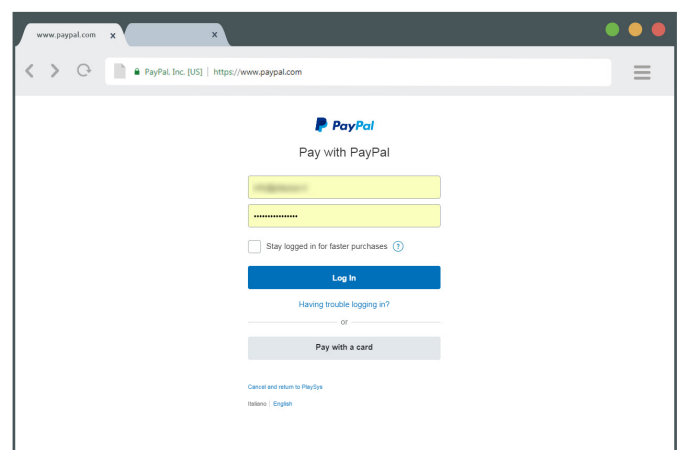 www.paypal.com x x
PayPal. Inc. [US] | https://www.paypal.com
PayPal
Pay with PayPal
•••••••••••••••
Stay logged in for faster purchases ?
Log In
Having trouble logging in?
or
Pay with a card
Cancel and return to PlaySys
Italiano | English